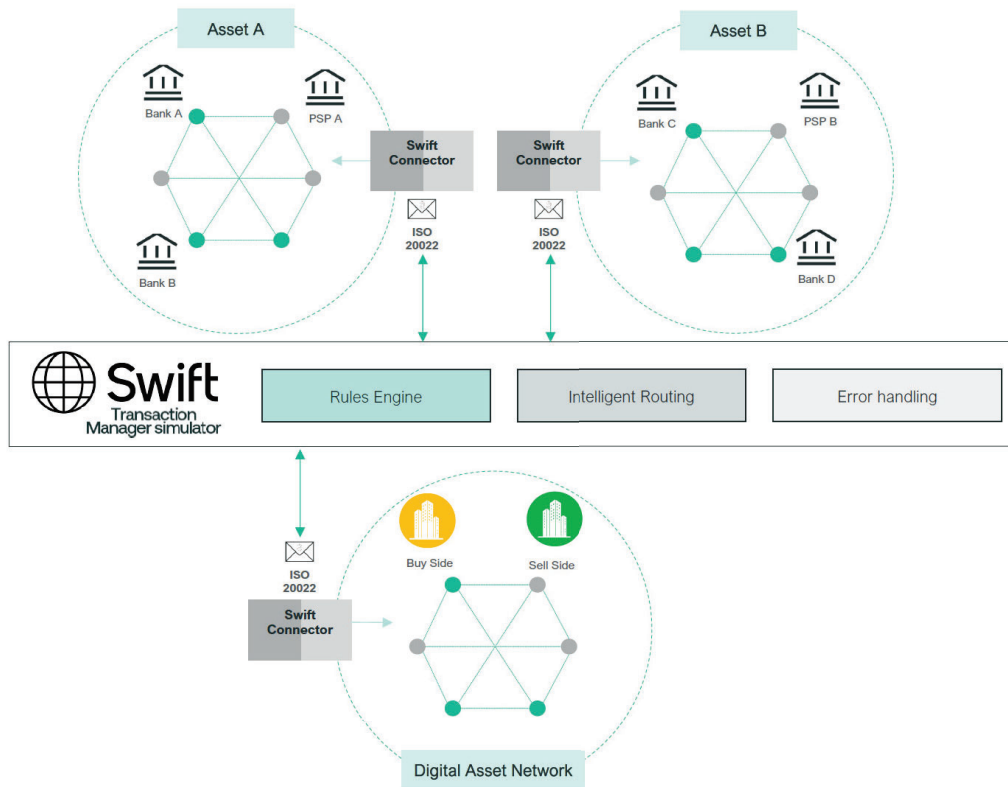 Asset A
Asset B
Bank A
PSP A
Bank C
PSP B
Swift
Connector
Swift
Connector
ISO
20022
ISO
20022
Bank B
Bank D
Swift
Transaction
Manager simulator
Rules Engine
Intelligent Routing
Error handling
ISO
20022
Buy Side
Sell Side
Swift
Connector
Digital Asset Network